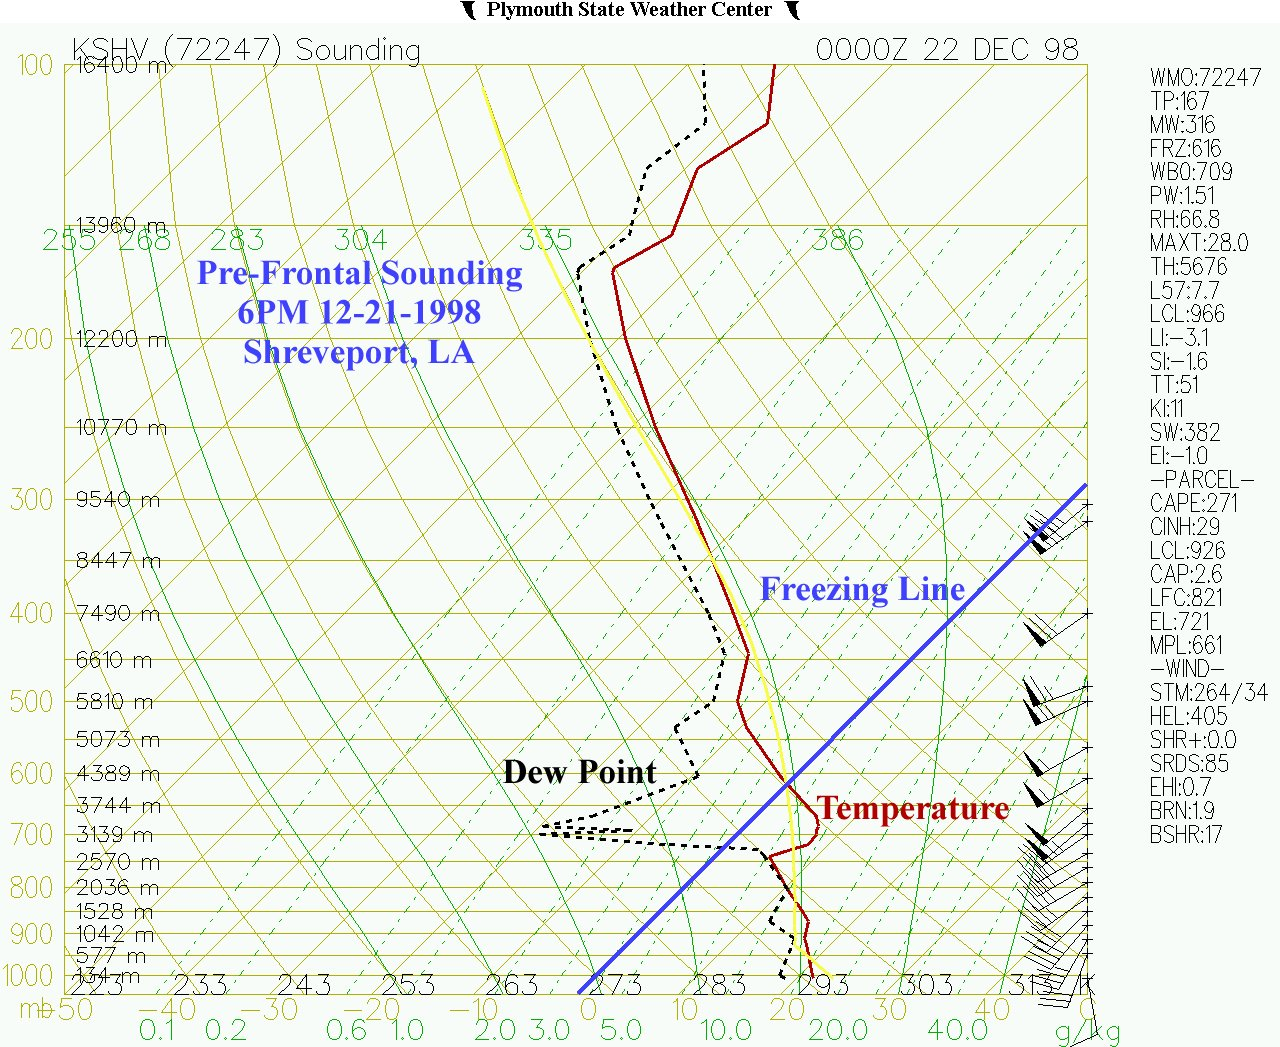 Plymouth State Weather Center
KSHV (72247) Sounding
0000Z 22 DEC 98
100
16400 m
13960 m
255 268 283 304 335 386
Pre-Frontal Sounding
6PM 12-21-1998
Shreveport, LA
200
12200 m
10770 m
300
9540 m
8447 m
Freezing Line
400
7490 m
6610 m
500
5810 m
5073 m
Dew Point
600
4389 m
Temperature
3744 m
700
3139 m
2570 m
800
2036 m
1528 m
900
1042 m
577 m
1000
134 m
223 233 243 253 263 273 283 293 303 313 K
mb -50 -40 -30 -20 -10 0 10 20 30 40 C
0.1 0.2 0.6 1.0 2.0 3.0 5.0 10.0 20.0 40.0 g/kg
WMO:72247
TP:167
MW:316
FRZ:616
WB0:709
PW:1.51
RH:66.8
MAXT:28.0
TH:5676
L57:7.7
LCL:966
LI:-3.1
SI:-1.6
TT:51
KI:11
SW:382
EI:-1.0
-PARCEL-
CAPE:271
CINH:29
LCL:926
CAP:2.6
LFC:821
EL:721
MPL:661
-WIND-
STM:264/34
HEL:405
SHR+:0.0
SRDS:85
EHI:0.7
BRN:1.9
BSHR:17